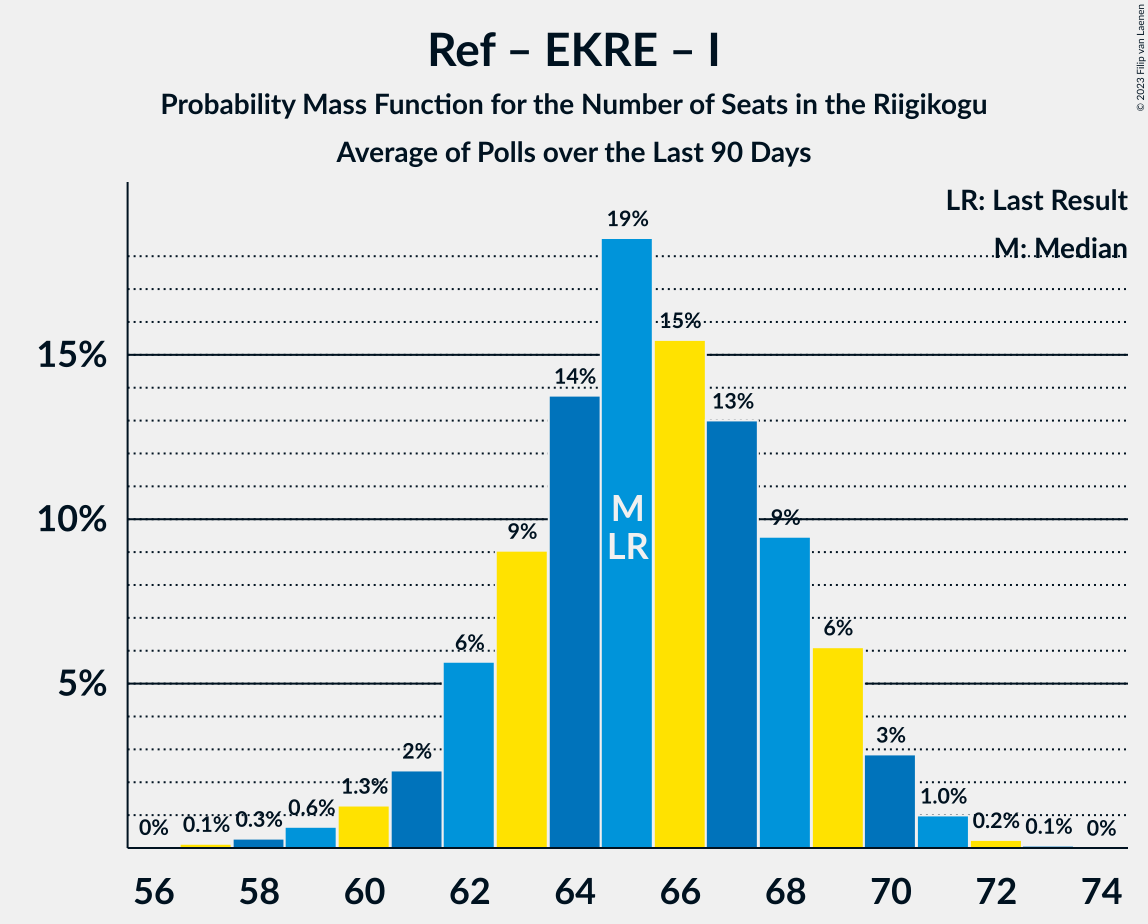 Ref – EKRE – I
Probability Mass Function for the Number of Seats in the Riigikogu
Average of Polls over the Last 90 Days
© 2023 Filip van Laenen
LR: Last Result
M: Median
15%
10%
5%
0%
0.1%
0.3%
0.6%
1.3%
2%
6%
9%
14%
19%
15%
13%
9%
6%
3%
1.0%
0.2%
0.1%
0%
M
LR
56 58 60 62 64 66 68 70 72 74